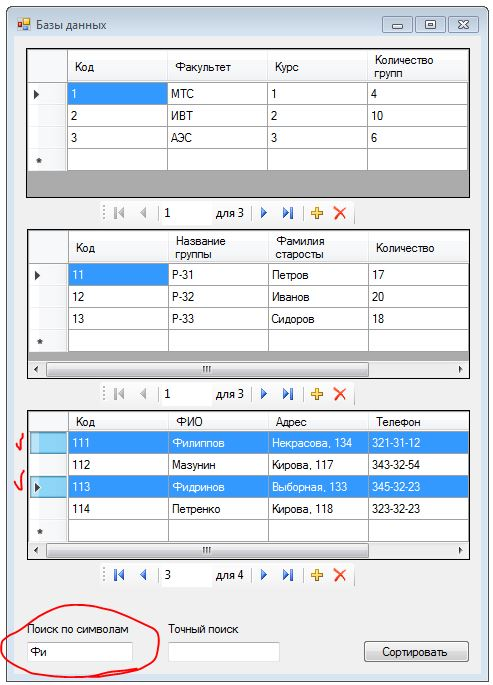 Базы данных
Код Факультет Курс Количество групп
1 МТС 1 4
2 ИВТ 2 10
3 АЭС 3 6
1 для 3
Код Название группы Фамилия старосты Количество
11 Р-31 Петров 17
12 Р-32 Иванов 20
13 Р-33 Сидоров 18
1 для 3
Код ФИО Адрес Телефон
111 Филиппов Некрасова, 134 321-31-12
112 Мазунин Кирова, 117 343-32-54
113 Фидринов Выборная, 133 345-32-23
114 Петренко Кирова, 118 323-32-23
3 для 4
Поиск по символам Точный поиск
Фи Сортировать